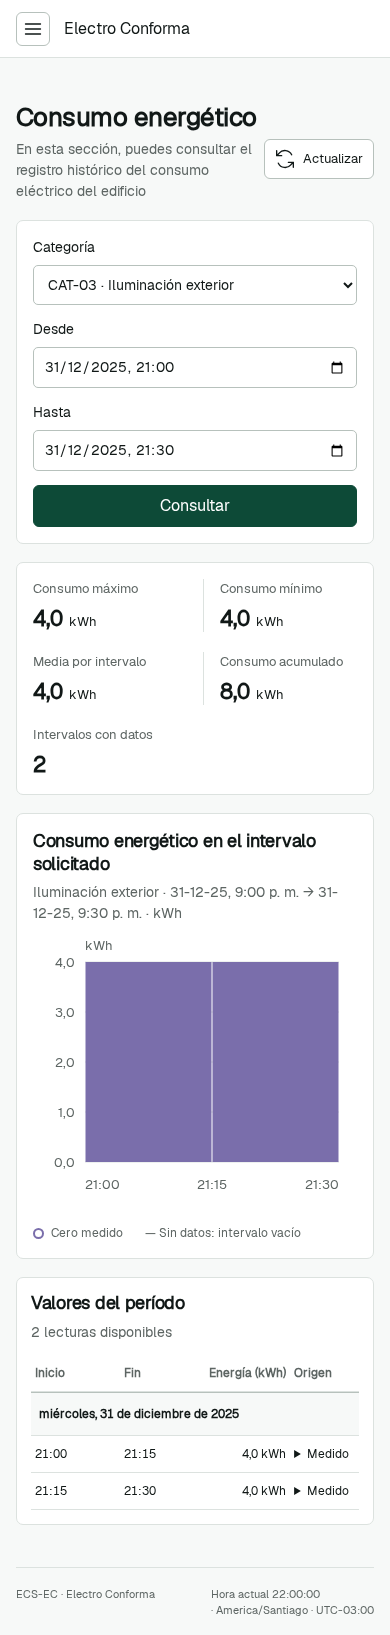 Electro Conforma
Consumo energético
En esta sección, puedes consultar el
registro histórico del consumo
eléctrico del edificio
Actualizar
Categoría
CAT-03 · Iluminación exterior
Desde
31/12/2025, 21:00
Hasta
31/12/2025, 21:30
Consultar
Consumo máximo
4,0 kWh
Consumo mínimo
4,0 kWh
Media por intervalo
4,0 kWh
Consumo acumulado
8,0 kWh
Intervalos con datos
2
Consumo energético en el intervalo
solicitado
Iluminación exterior · 31-12-25, 9:00 p. m. → 31-
12-25, 9:30 p. m. · kWh
kWh
4,0
3,0
2,0
1,0
0,0
21:00 21:15 21:30
Cero medido — Sin datos: intervalo vacío
Valores del período
2 lecturas disponibles
Inicio Fin Energía (kWh) Origen
miércoles, 31 de diciembre de 2025
21:00 21:15 4,0 kWh ▶ Medido
21:15 21:30 4,0 kWh ▶ Medido
ECS-EC · Electro Conforma
Hora actual 22:00:00
· America/Santiago · UTC-03:00